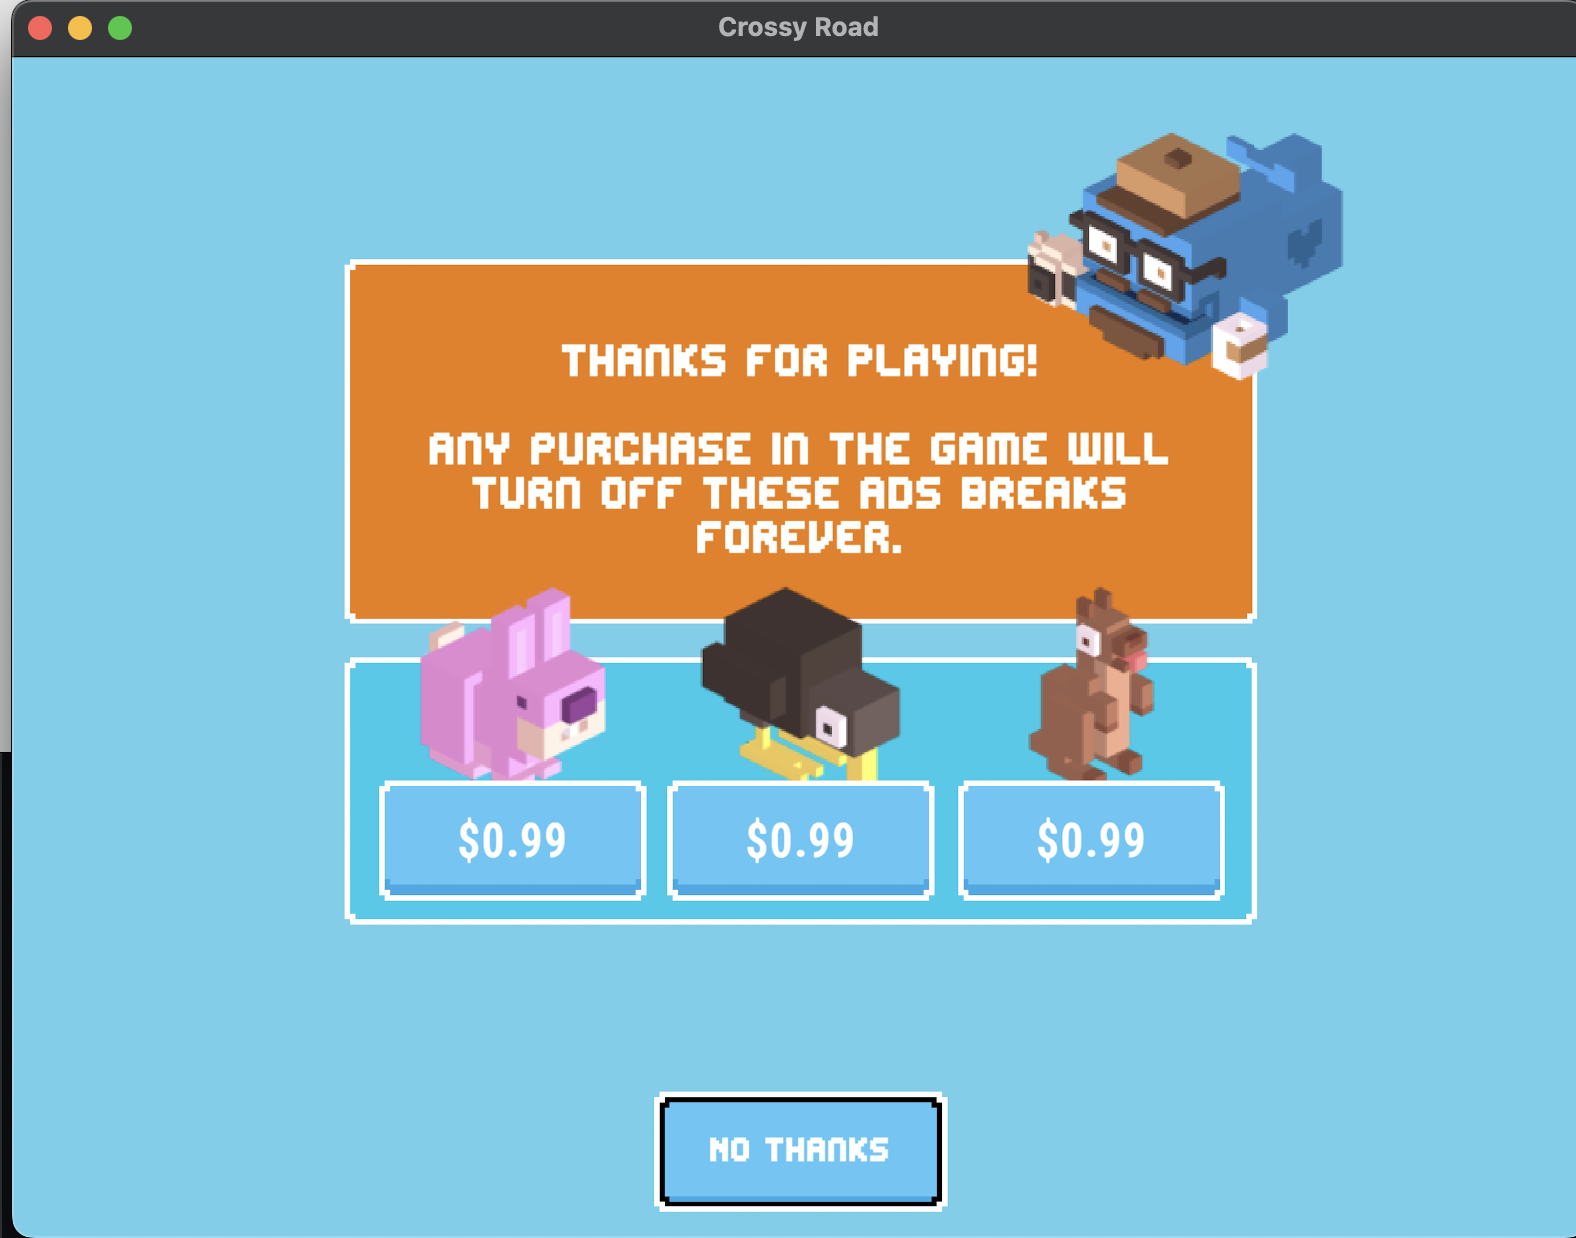 Crossy Road
THANKS FOR PLAYING!
ANY PURCHASE IN THE GAME WILL
TURN OFF THESE ADS BREAKS
FOREVER.
$0.99 $0.99 $0.99
NO THANKS